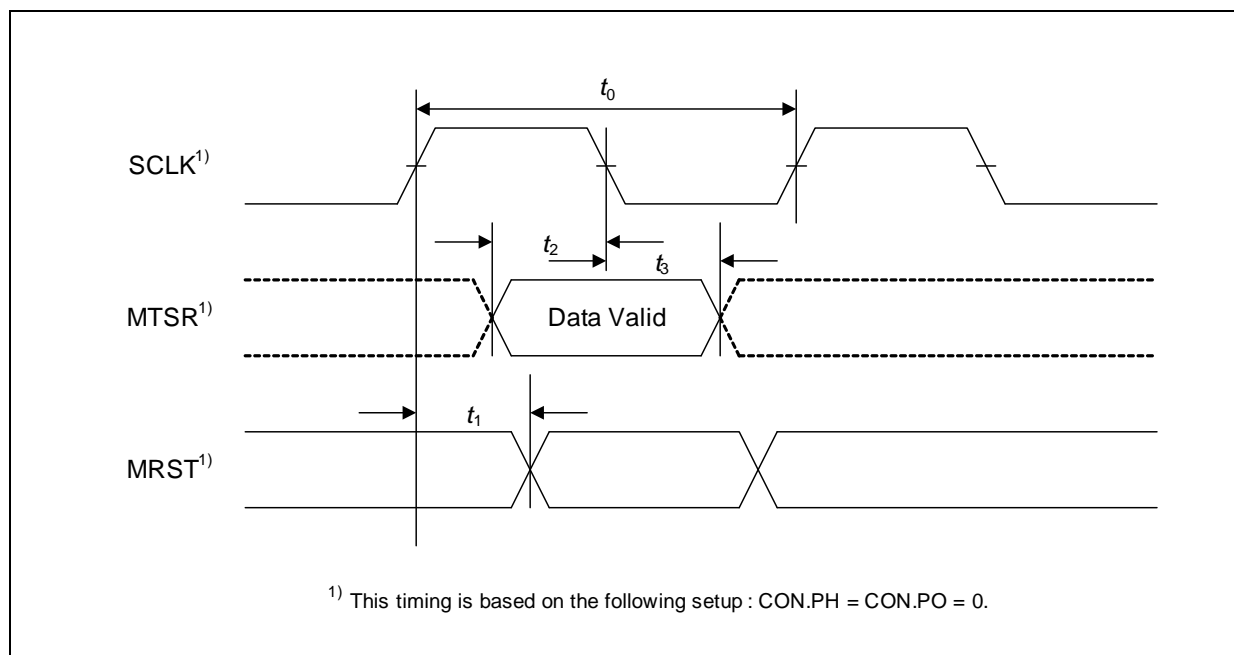 t0
SCLK1)
t2
t3
MTSR1)
Data Valid
t1
MRST1)
1) This timing is based on the following setup : CON.PH = CON.PO = 0.